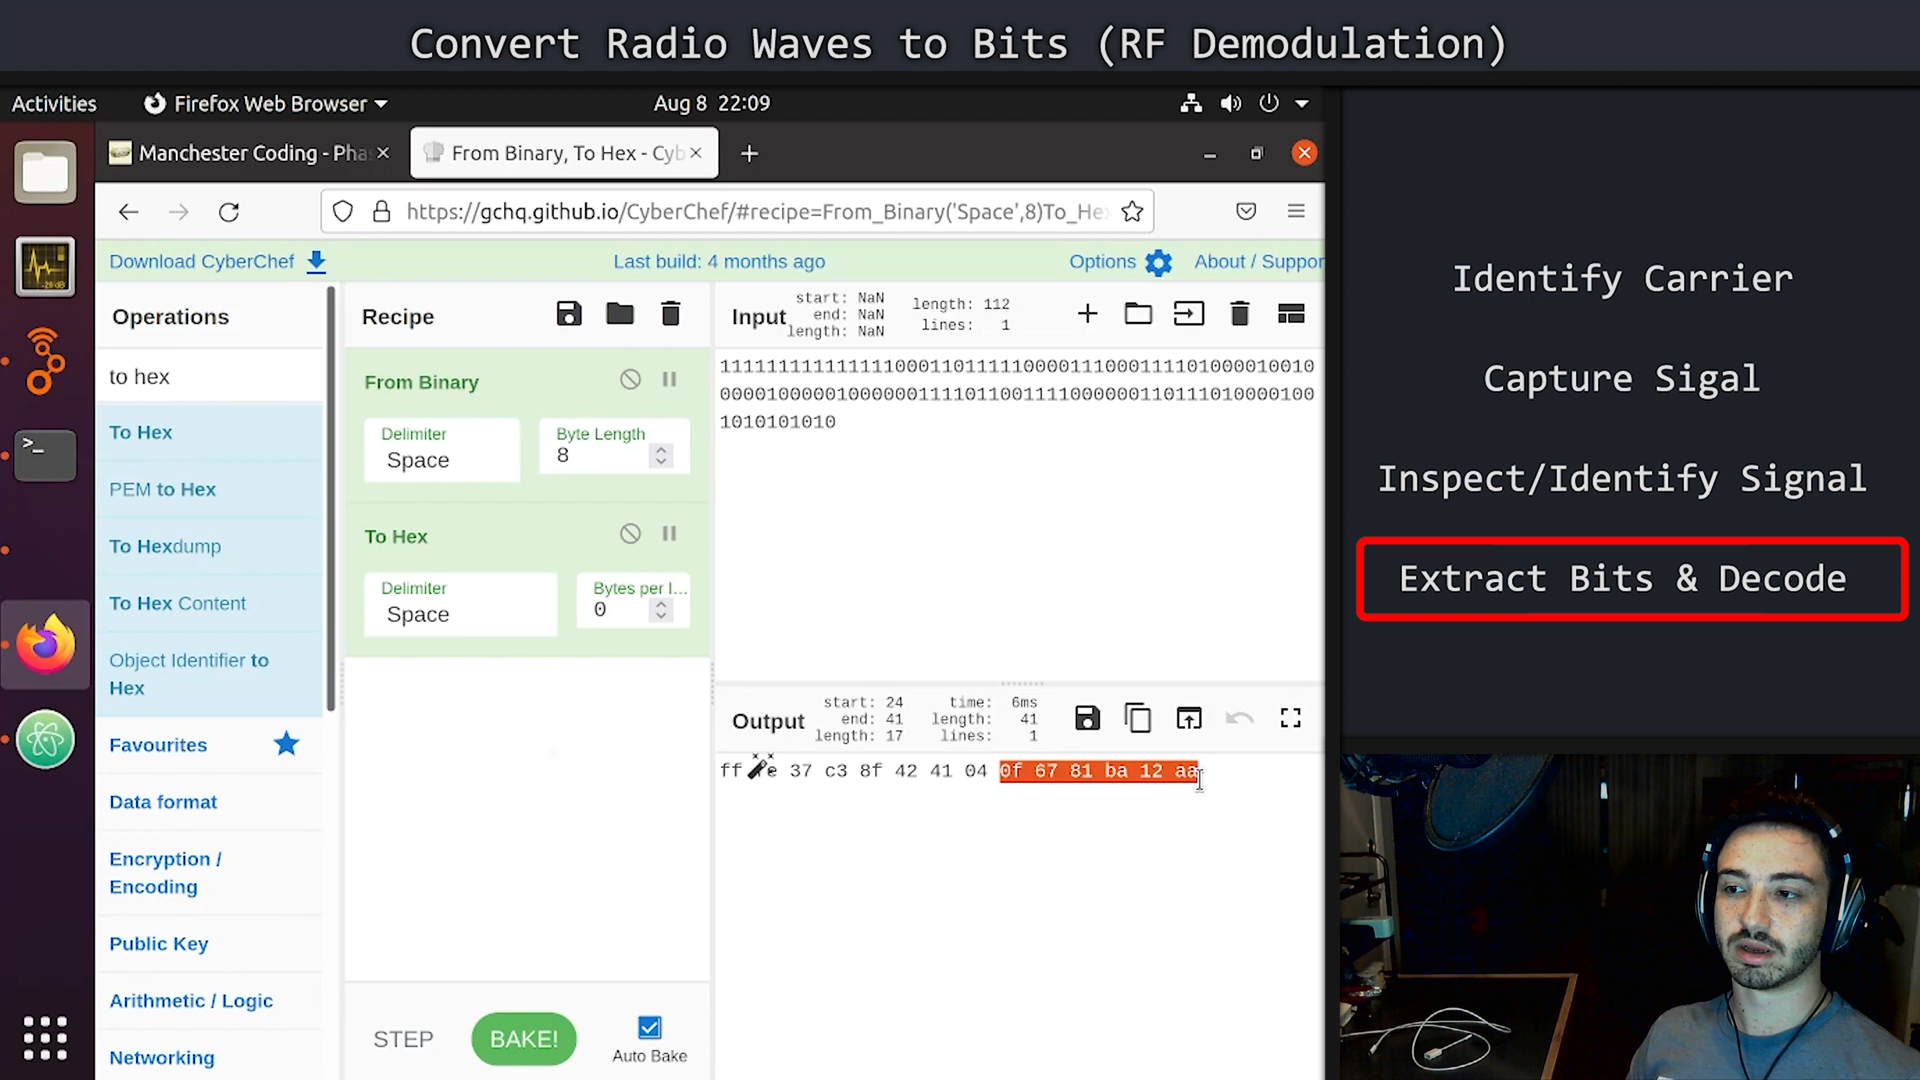 Convert Radio Waves to Bits (RF Demodulation)
Activities
Firefox Web Browser
Aug 8 22:09
Manchester Coding - Pha
From Binary, To Hex - Cyb
https://gchq.github.io/CyberChef/#recipe=From_Binary('Space',8)To_He
Download CyberChef
Last build: 4 months ago
Options
About / Suppor
Operations
to hex
To Hex
PEM to Hex
To Hexdump
To Hex Content
Object Identifier to
Hex
Favourites
Data format
Encryption /
Encoding
Public Key
Arithmetic / Logic
Networking
Recipe
From Binary
Delimiter
Space
Byte Length
8
To Hex
Delimiter
Space
Bytes per l...
0
STEP
BAKE!
Auto Bake
Input
start: NaN
end: NaN
length: NaN
length: 112
lines: 1
111111111111111000110111110000111000111101000010010
000010000010000001111011001111000000110111010000100
1010101010
Output
start: 24
end: 41
length: 17
time: 6ms
length: 41
lines: 1
ff fe 37 c3 8f 42 41 04 0f 67 81 ba 12 aa
Identify Carrier
Capture Sigal
Inspect/Identify Signal
Extract Bits & Decode